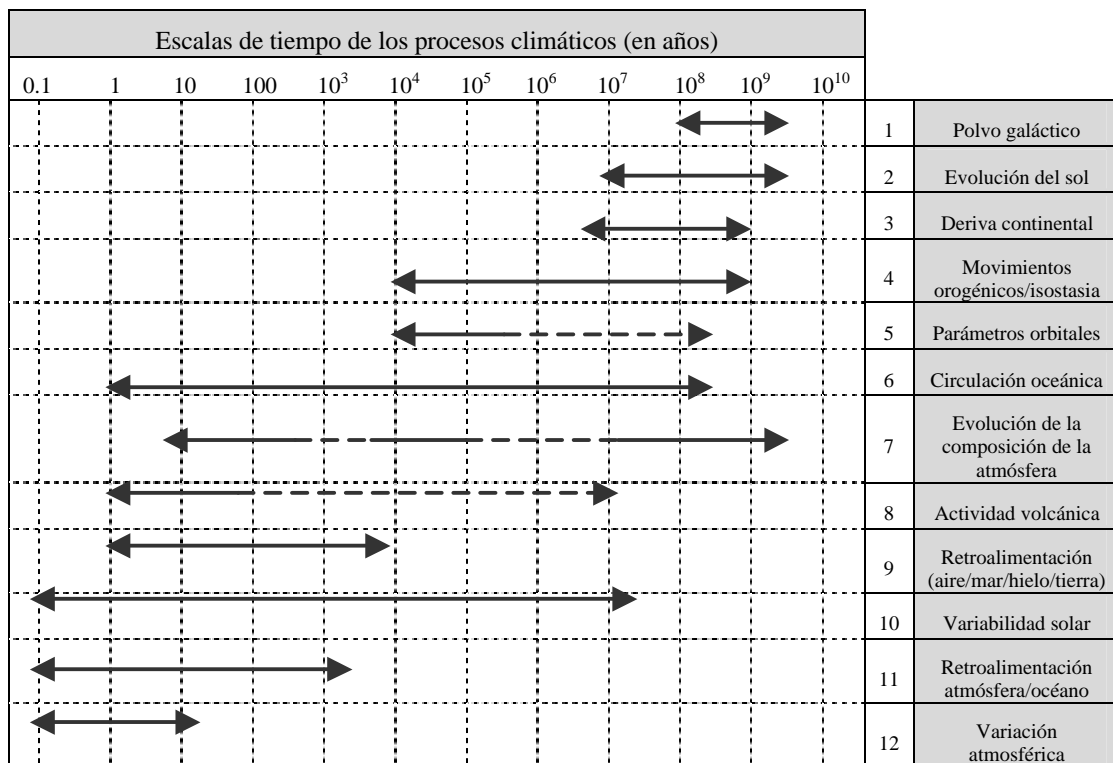 Escalas de tiempo de los procesos climáticos (en años)
0.1 1 10 100 10³ 10⁴ 10⁵ 10⁶ 10⁷ 10⁸ 10⁹ 10¹⁰
1 Polvo galáctico
2 Evolución del sol
3 Deriva continental
4 Movimientos
orogénicos/isostasia
5 Parámetros orbitales
6 Circulación oceánica
Evolución de la
7 composición de la
atmósfera
8 Actividad volcánica
9 Retroalimentación
(aire/mar/hielo/tierra)
10 Variabilidad solar
11 Retroalimentación
atmósfera/océano
12 Variación
atmosférica